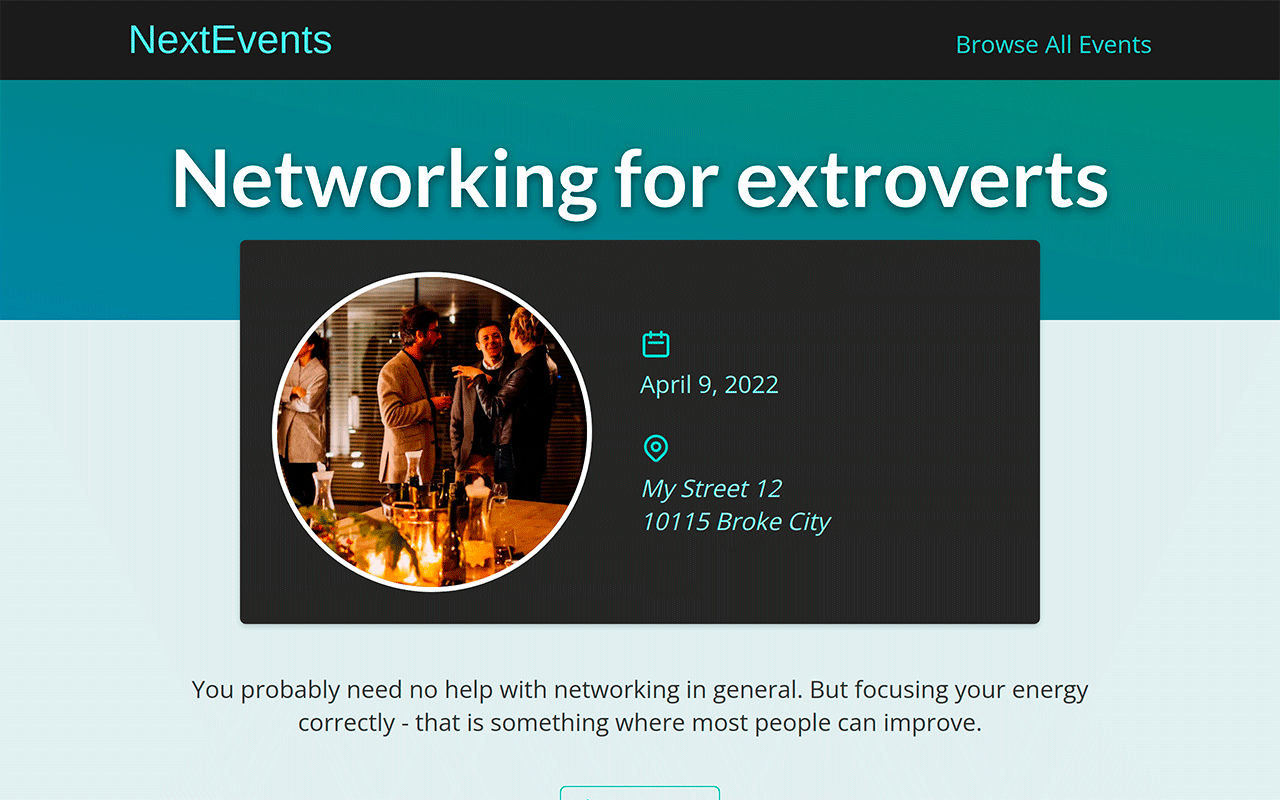 NextEvents
Browse All Events
Networking for extroverts
April 9, 2022
My Street 12
10115 Broke City
You probably need no help with networking in general. But focusing your energy
correctly - that is something where most people can improve.